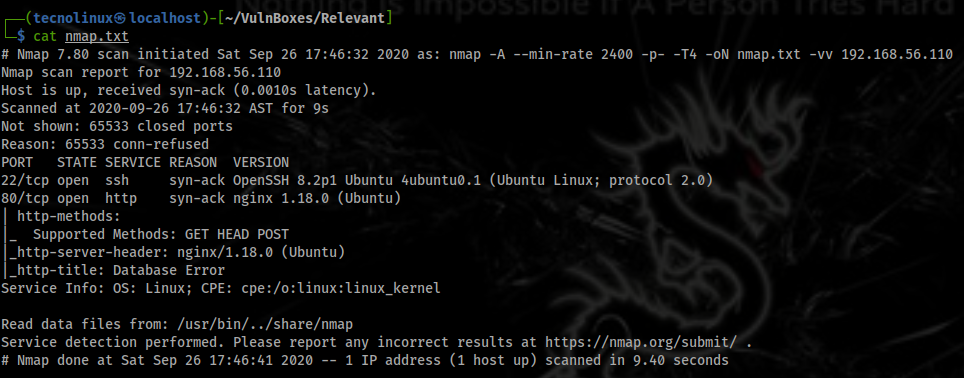 s Impossible If A Person Tries Hard
┌──(tecnolinux㉿localhost)-[~/VulnBoxes/Relevant]
└─$ cat nmap.txt
# Nmap 7.80 scan initiated Sat Sep 26 17:46:32 2020 as: nmap -A --min-rate 2400 -p- -T4 -oN nmap.txt -vv 192.168.56.110
Nmap scan report for 192.168.56.110
Host is up, received syn-ack (0.0010s latency).
Scanned at 2020-09-26 17:46:32 AST for 9s
Not shown: 65533 closed ports
Reason: 65533 conn-refused
PORT   STATE SERVICE REASON  VERSION
22/tcp open  ssh     syn-ack OpenSSH 8.2p1 Ubuntu 4ubuntu0.1 (Ubuntu Linux; protocol 2.0)
80/tcp open  http    syn-ack nginx 1.18.0 (Ubuntu)
| http-methods:
|_  Supported Methods: GET HEAD POST
|_http-server-header: nginx/1.18.0 (Ubuntu)
|_http-title: Database Error
Service Info: OS: Linux; CPE: cpe:/o:linux:linux_kernel
Read data files from: /usr/bin/../share/nmap
Service detection performed. Please report any incorrect results at https://nmap.org/submit/ .
# Nmap done at Sat Sep 26 17:46:41 2020 -- 1 IP address (1 host up) scanned in 9.40 seconds